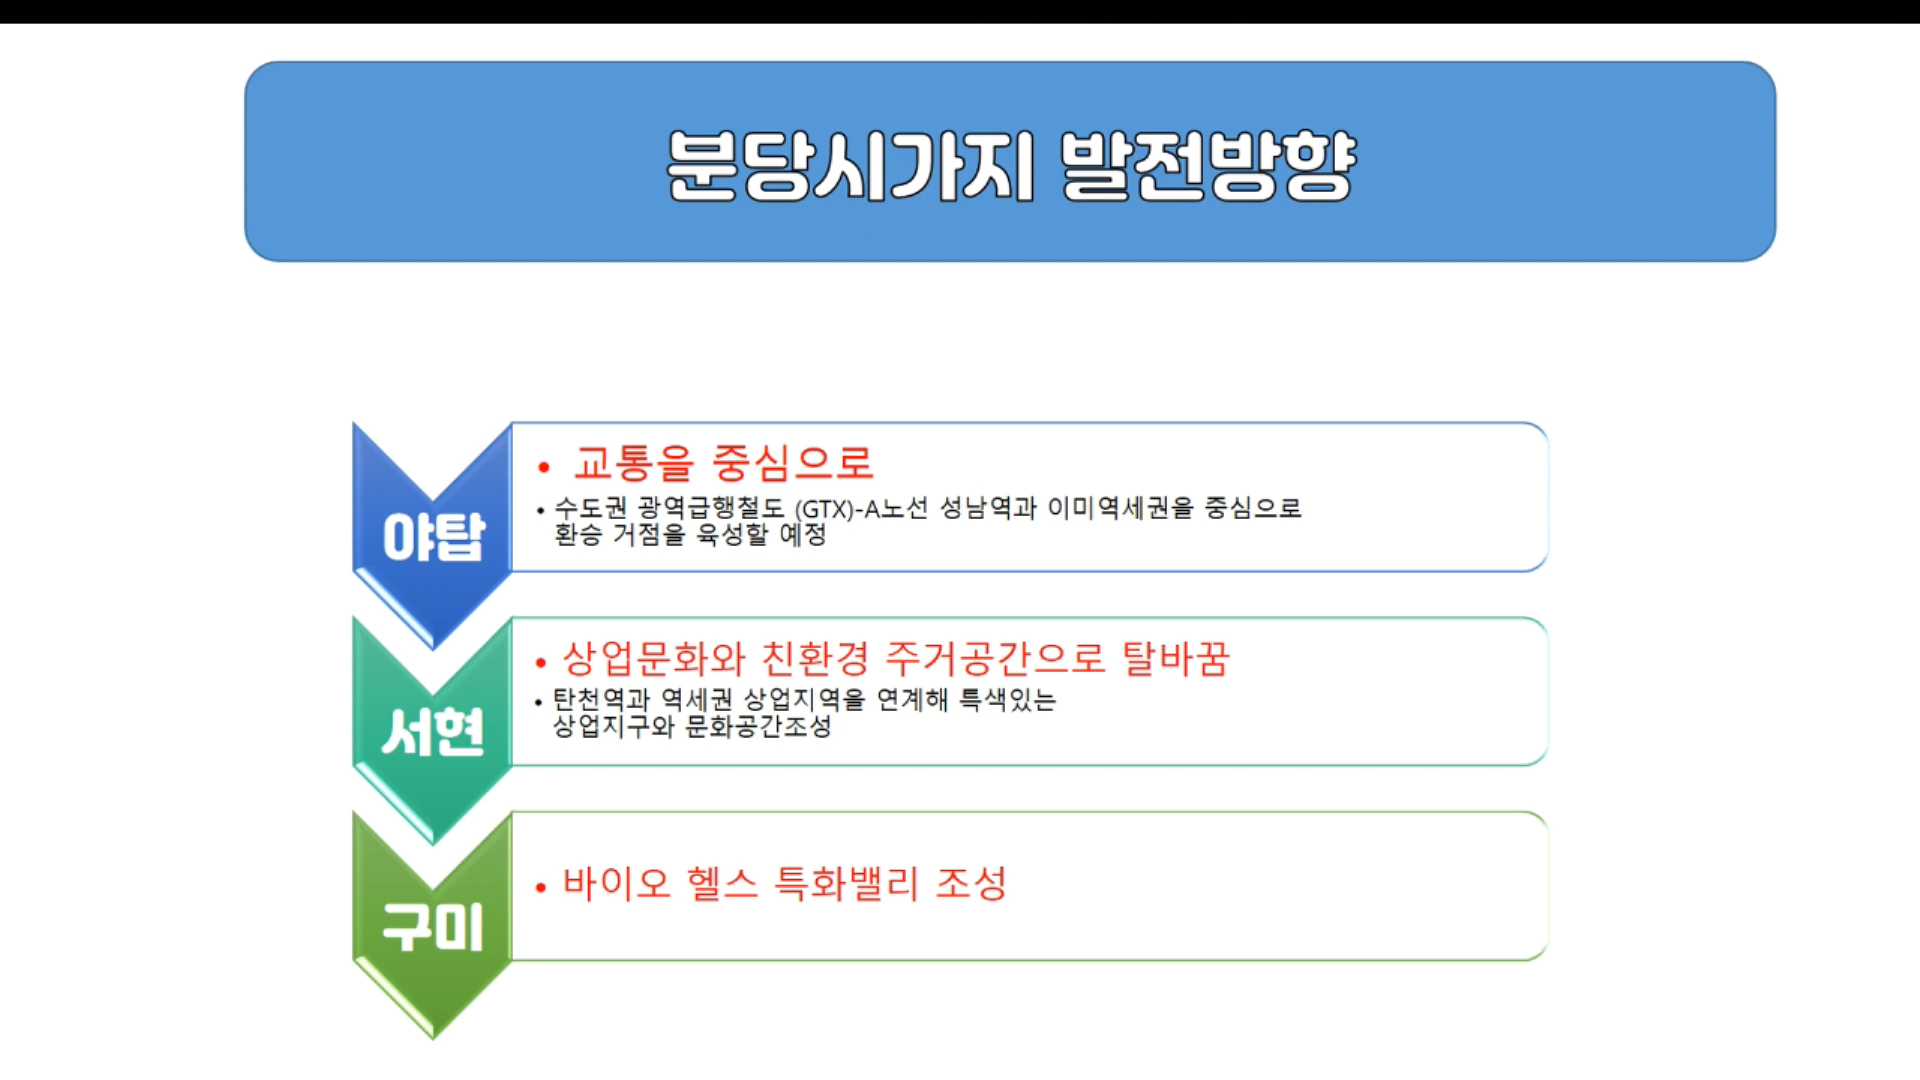 분당시가지 발전방향
야탑
• 교통을 중심으로
• 수도권 광역급행철도 (GTX)-A노선 성남역과 이미역세권을 중심으로
환승 거점을 육성할 예정
서현
• 상업문화와 친환경 주거공간으로 탈바꿈
• 탄천역과 역세권 상업지역을 연계해 특색있는
상업지구와 문화공간조성
구미
• 바이오 헬스 특화밸리 조성